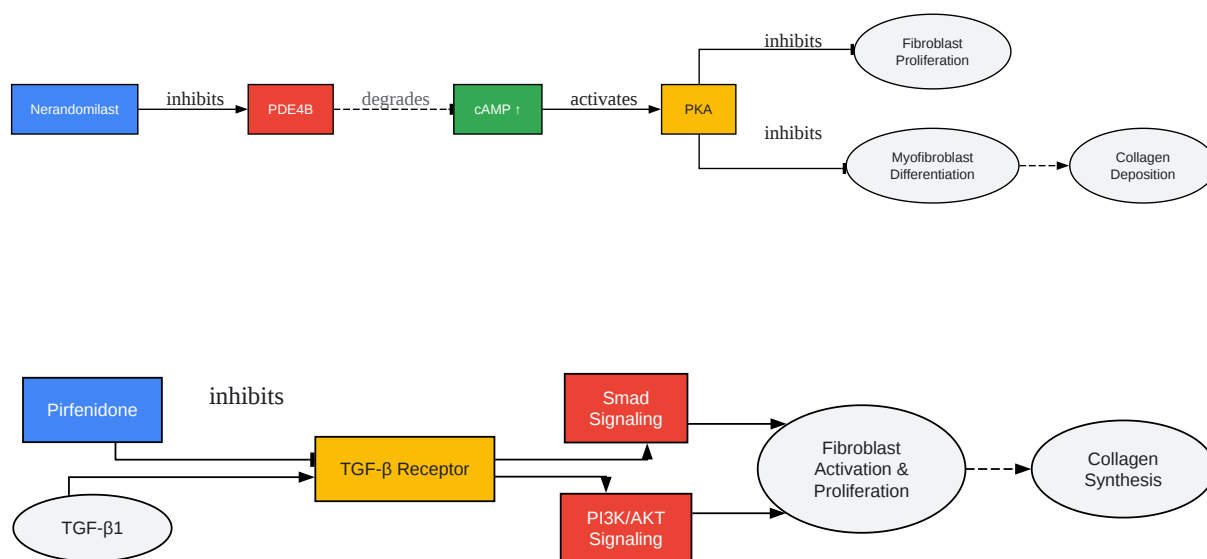 inhibits
Fibroblast
Proliferation
Nerandomilast
inhibits
PDE4B
degrades
cAMP ↑
activates
PKA
inhibits
Myofibroblast
Differentiation
Collagen
Deposition
Pirfenidone
inhibits
TGF-β1
TGF-β Receptor
Smad
Signaling
PI3K/AKT
Signaling
Fibroblast
Activation &
Proliferation
Collagen
Synthesis